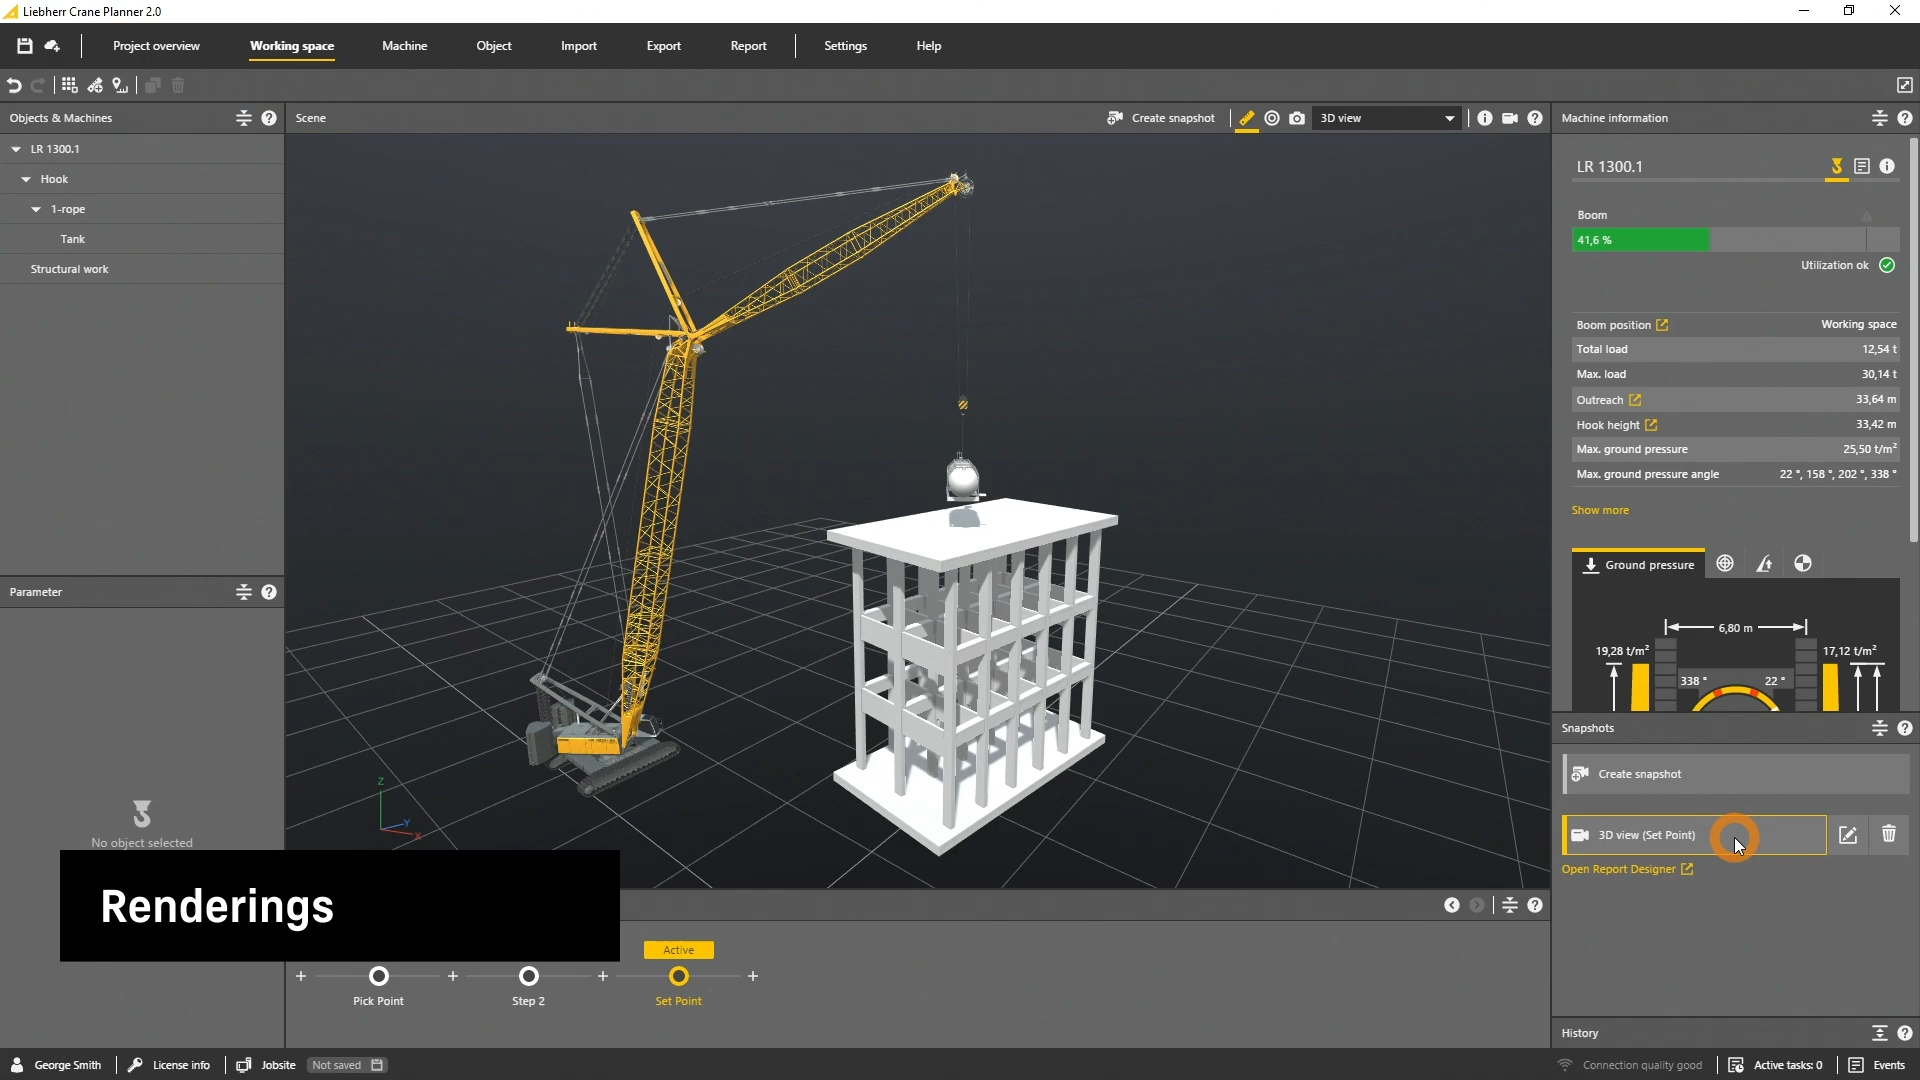 Liebherr Crane Planner 2.0
Project overview
Working space
Machine
Object
Import
Export
Report
Settings
Help
Objects & Machines
LR 1300.1
Hook
1-rope
Tank
Structural work
Parameter
No object selected
Scene
Create snapshot
3D view
Z
Y
X
Renderings
Active
Pick Point
Step 2
Set Point
Machine information
LR 1300.1
Boom
41,6 %
Utilization ok
Boom position Working space
Total load 12,54 t
Max. load 30,14 t
Outreach 33,64 m
Hook height 33,42 m
Max. ground pressure 25,50 t/m²
Max. ground pressure angle 22 °, 158 °, 202 °, 338 °
Show more
Ground pressure
6,80 m
19,28 t/m² 17,12 t/m²
338 ° 22 °
Snapshots
Create snapshot
3D view (Set Point)
Open Report Designer
History
George Smith
License info
Jobsite
Not saved
Connection quality good
Active tasks: 0
Events